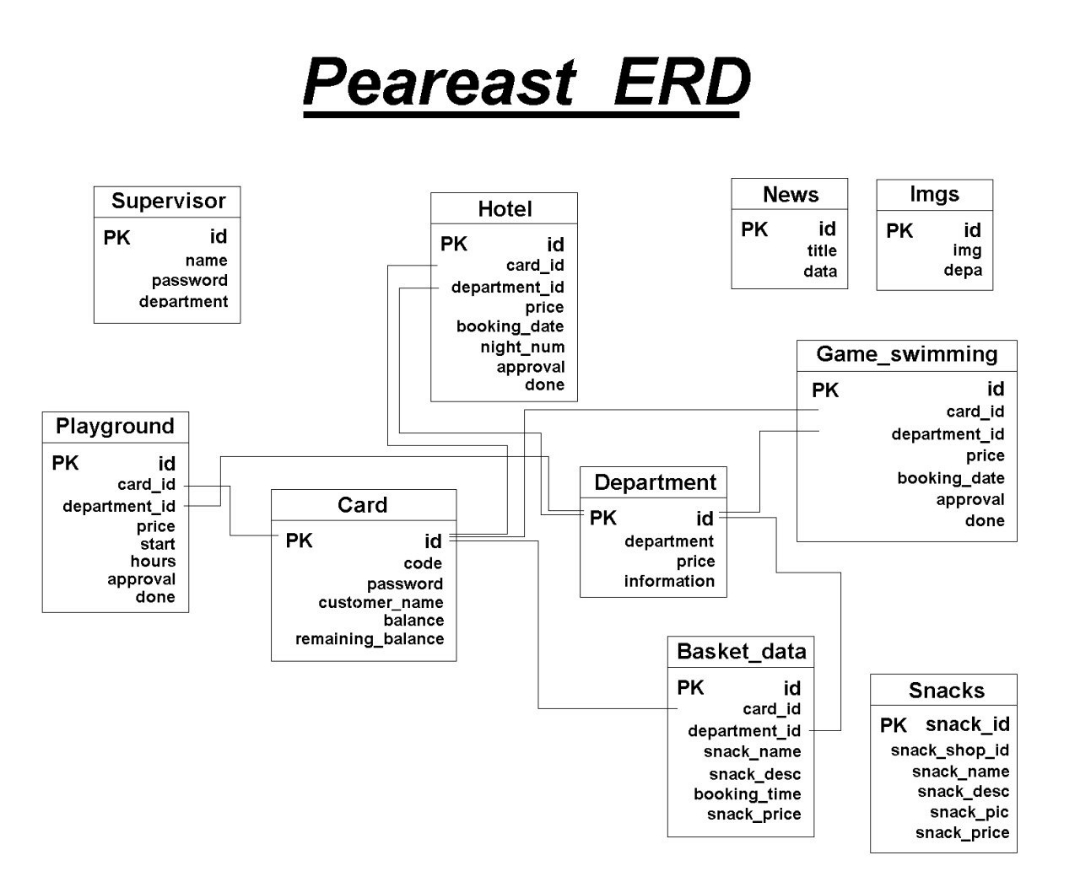 Peareast ERD
Supervisor
PK id
name
password
department
Hotel
PK id
card_id
department_id
price
booking_date
night_num
approval
done
News
PK id
title
data
Imgs
PK id
img
depa
Game_swimming
PK id
card_id
department_id
price
booking_date
approval
done
Playground
PK id
card_id
department_id
price
start
hours
approval
done
Card
PK id
code
password
customer_name
balance
remaining_balance
Department
PK id
department
price
information
Basket_data
PK id
card_id
department_id
snack_name
snack_desc
booking_time
snack_price
Snacks
PK snack_id
snack_shop_id
snack_name
snack_desc
snack_pic
snack_price